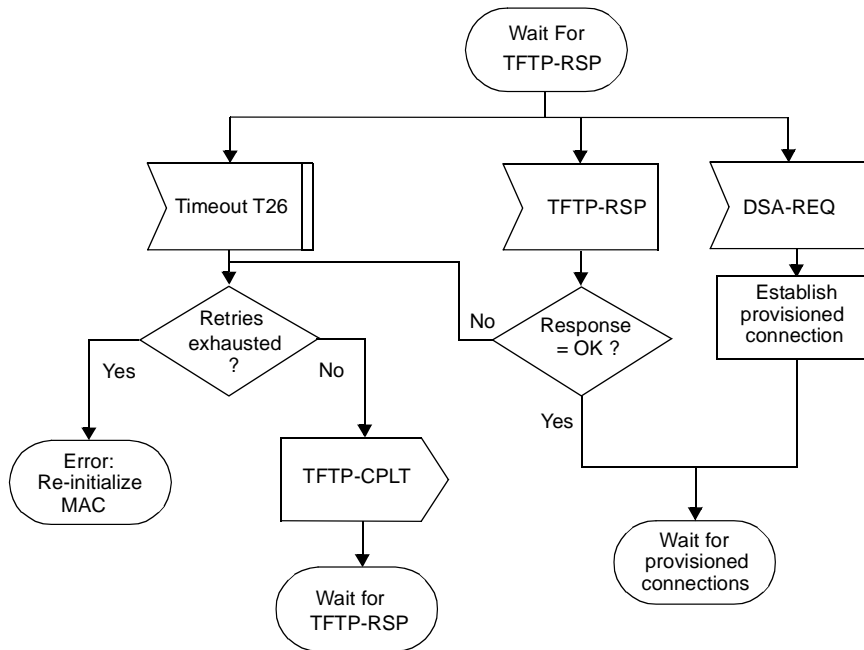 Wait For
TFTP-RSP
Timeout T26
TFTP-RSP
DSA-REQ
Retries
exhausted
?
No
Response
= OK ?
Establish
provisioned
connection
Yes
No
Yes
Error:
Re-initialize
MAC
TFTP-CPLT
Wait for
provisioned
connections
Wait for
TFTP-RSP